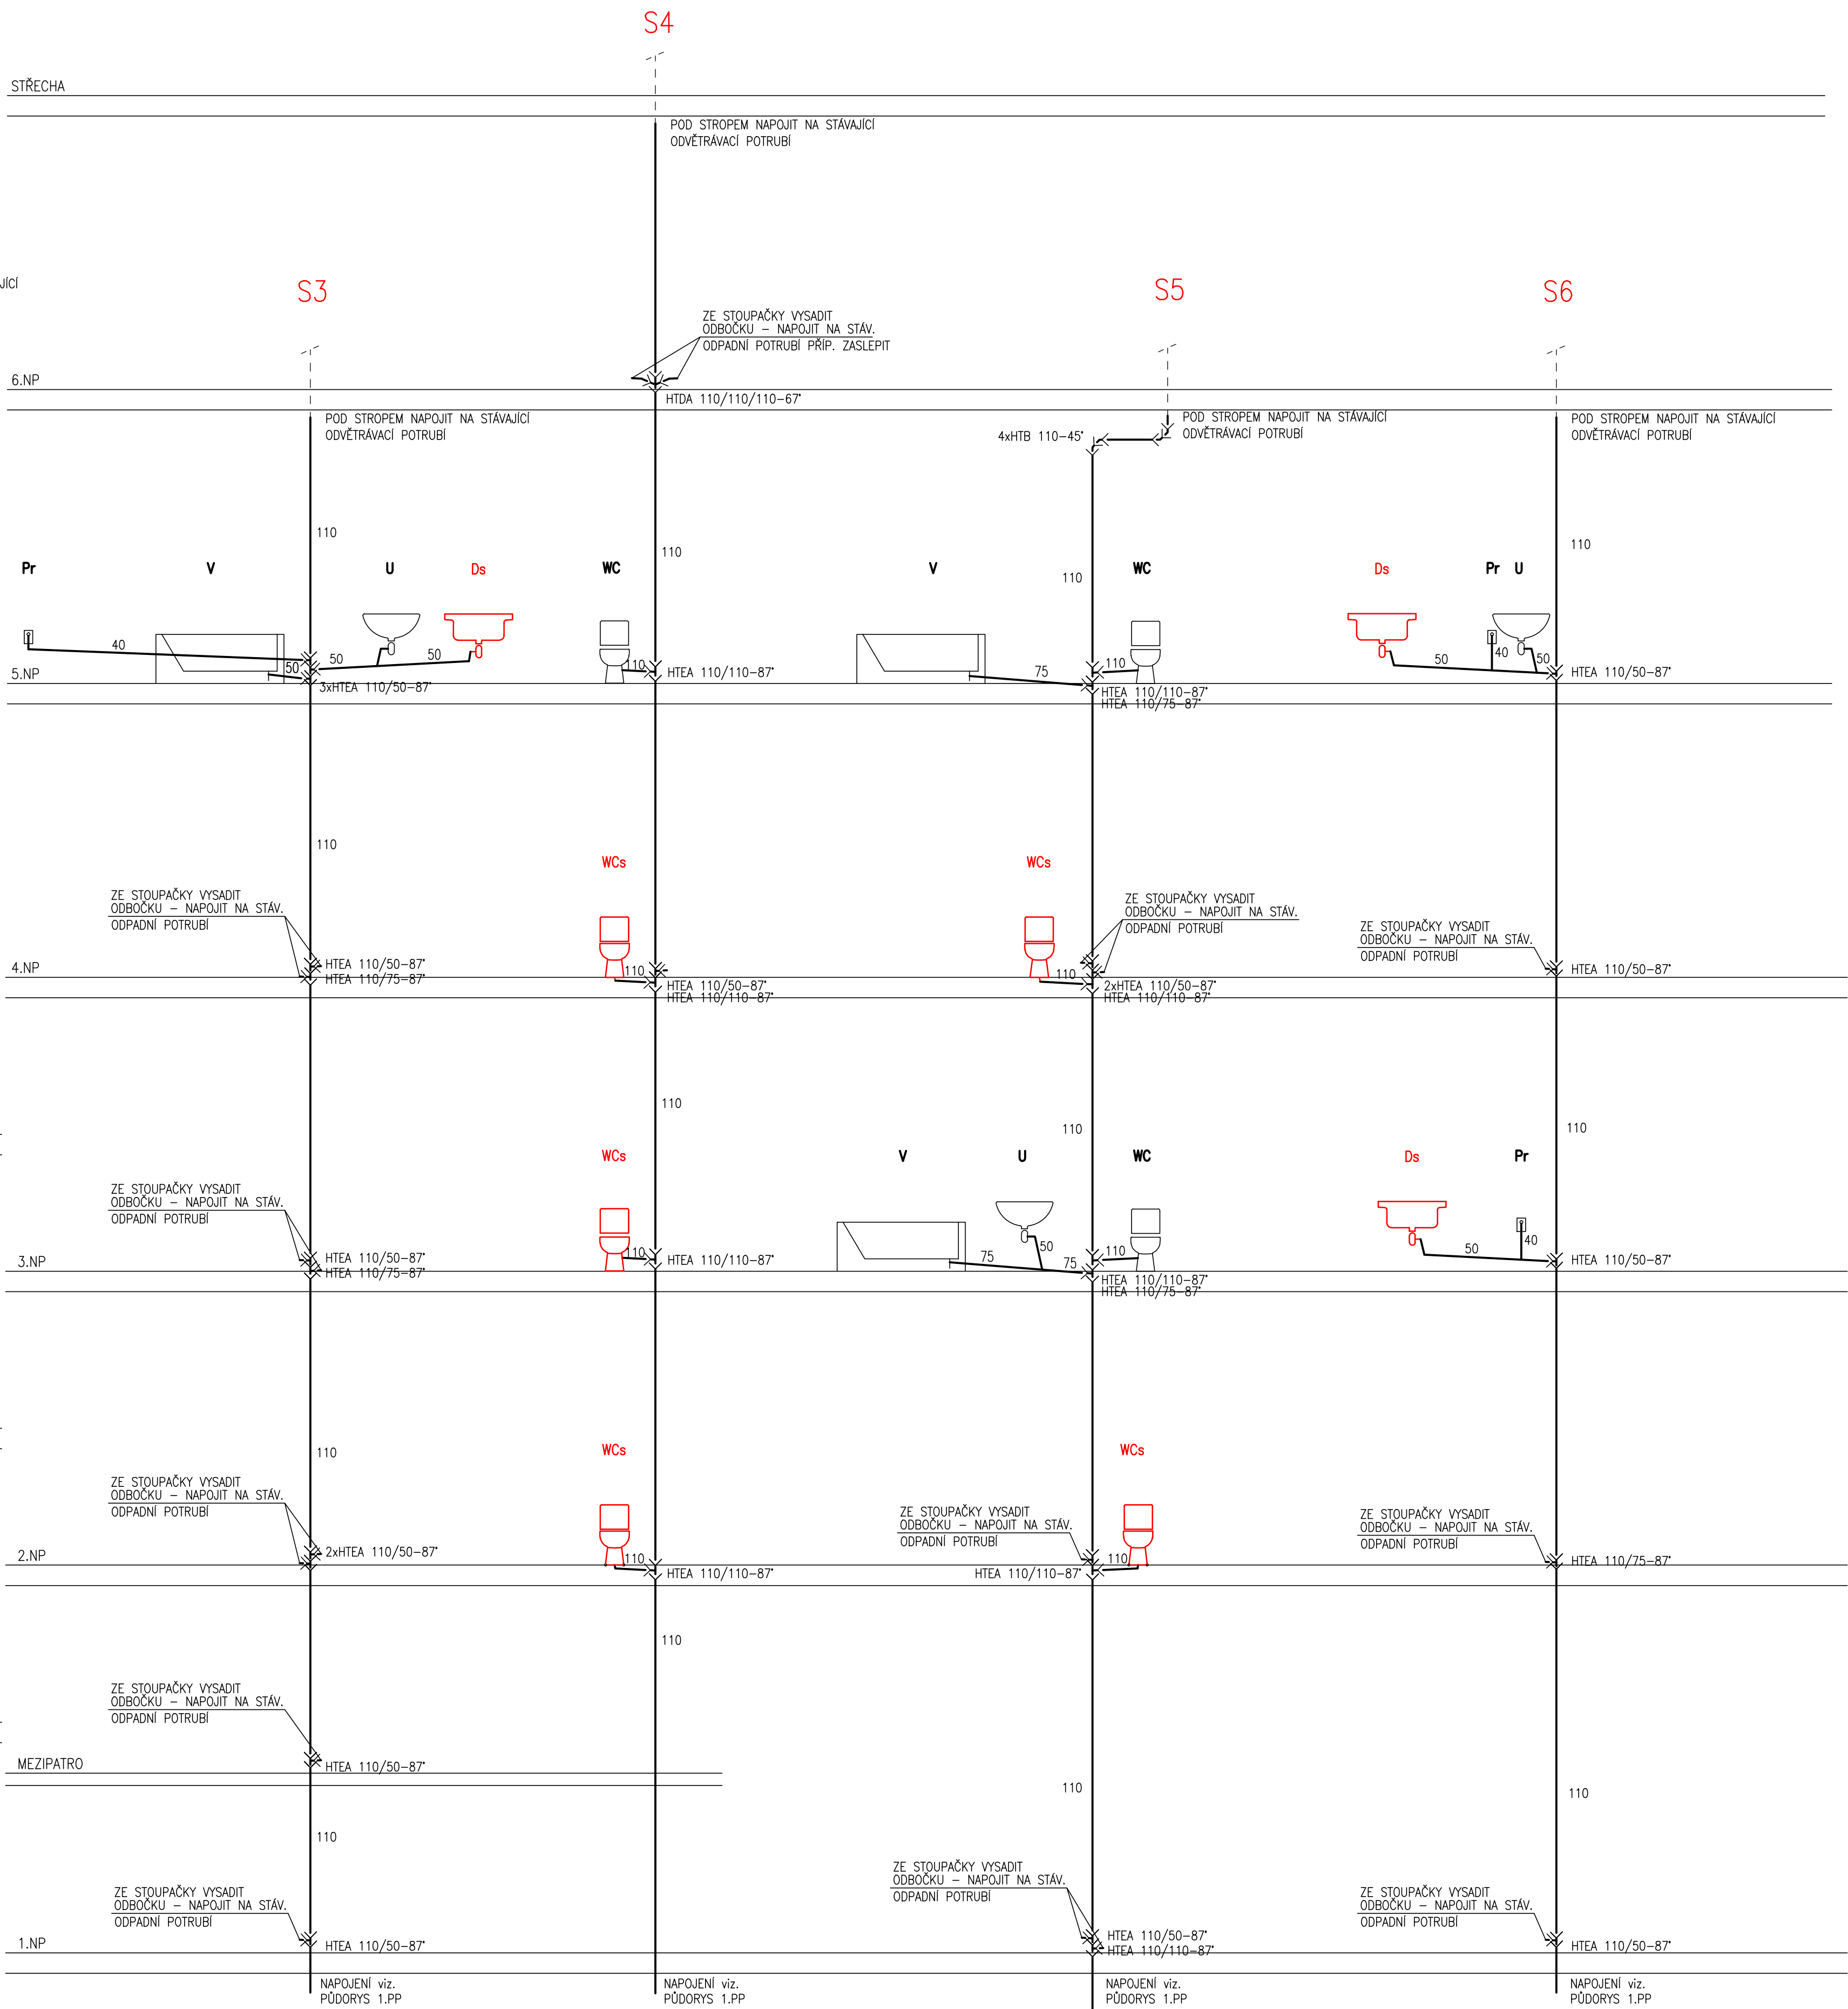 S4
STŘECHA
POD STROPEM NAPOJIT NA STÁVAJÍCÍ
ODVĚTRÁVACÍ POTRUBÍ
JÍCÍ
S3
S5
S6
ZE STOUPAČKY VYSADIT
ODBOČKU – NAPOJIT NA STÁV.
ODPADNÍ POTRUBÍ PŘÍP. ZASLEPIT
6.NP
HTDA 110/110/110-67°
POD STROPEM NAPOJIT NA STÁVAJÍCÍ
ODVĚTRÁVACÍ POTRUBÍ
4xHTB 110-45°
POD STROPEM NAPOJIT NA STÁVAJÍCÍ
ODVĚTRÁVACÍ POTRUBÍ
POD STROPEM NAPOJIT NA STÁVAJÍCÍ
ODVĚTRÁVACÍ POTRUBÍ
110
110
110
110
Pr
V
U
Ds
WC
V
WC
Ds
Pr
U
40
50
50
50
110
75
110
50
40
50
5.NP
3xHTEA 110/50-87°
HTEA 110/110-87°
HTEA 110/110-87°
HTEA 110/75-87°
HTEA 110/50-87°
110
WCs
WCs
ZE STOUPAČKY VYSADIT
ODBOČKU – NAPOJIT NA STÁV.
ODPADNÍ POTRUBÍ
ZE STOUPAČKY VYSADIT
ODBOČKU – NAPOJIT NA STÁV.
ODPADNÍ POTRUBÍ
ZE STOUPAČKY VYSADIT
ODBOČKU – NAPOJIT NA STÁV.
ODPADNÍ POTRUBÍ
4.NP
HTEA 110/50-87°
HTEA 110/75-87°
110
HTEA 110/50-87°
HTEA 110/110-87°
110
2xHTEA 110/50-87°
HTEA 110/110-87°
HTEA 110/50-87°
110
110
110
WCs
V
U
WC
Ds
Pr
ZE STOUPAČKY VYSADIT
ODBOČKU – NAPOJIT NA STÁV.
ODPADNÍ POTRUBÍ
3.NP
HTEA 110/50-87°
HTEA 110/75-87°
110
HTEA 110/110-87°
75
50
75
110
HTEA 110/110-87°
HTEA 110/75-87°
50
40
HTEA 110/50-87°
110
WCs
WCs
ZE STOUPAČKY VYSADIT
ODBOČKU – NAPOJIT NA STÁV.
ODPADNÍ POTRUBÍ
ZE STOUPAČKY VYSADIT
ODBOČKU – NAPOJIT NA STÁV.
ODPADNÍ POTRUBÍ
ZE STOUPAČKY VYSADIT
ODBOČKU – NAPOJIT NA STÁV.
ODPADNÍ POTRUBÍ
2.NP
2xHTEA 110/50-87°
110
HTEA 110/110-87°
110
HTEA 110/110-87°
HTEA 110/75-87°
110
ZE STOUPAČKY VYSADIT
ODBOČKU – NAPOJIT NA STÁV.
ODPADNÍ POTRUBÍ
MEZIPATRO
HTEA 110/50-87°
110
110
110
ZE STOUPAČKY VYSADIT
ODBOČKU – NAPOJIT NA STÁV.
ODPADNÍ POTRUBÍ
ZE STOUPAČKY VYSADIT
ODBOČKU – NAPOJIT NA STÁV.
ODPADNÍ POTRUBÍ
ZE STOUPAČKY VYSADIT
ODBOČKU – NAPOJIT NA STÁV.
ODPADNÍ POTRUBÍ
1.NP
HTEA 110/50-87°
HTEA 110/50-87°
HTEA 110/110-87°
HTEA 110/50-87°
NAPOJENÍ viz.
PŮDORYS 1.PP
NAPOJENÍ viz.
PŮDORYS 1.PP
NAPOJENÍ viz.
PŮDORYS 1.PP
NAPOJENÍ viz.
PŮDORYS 1.PP